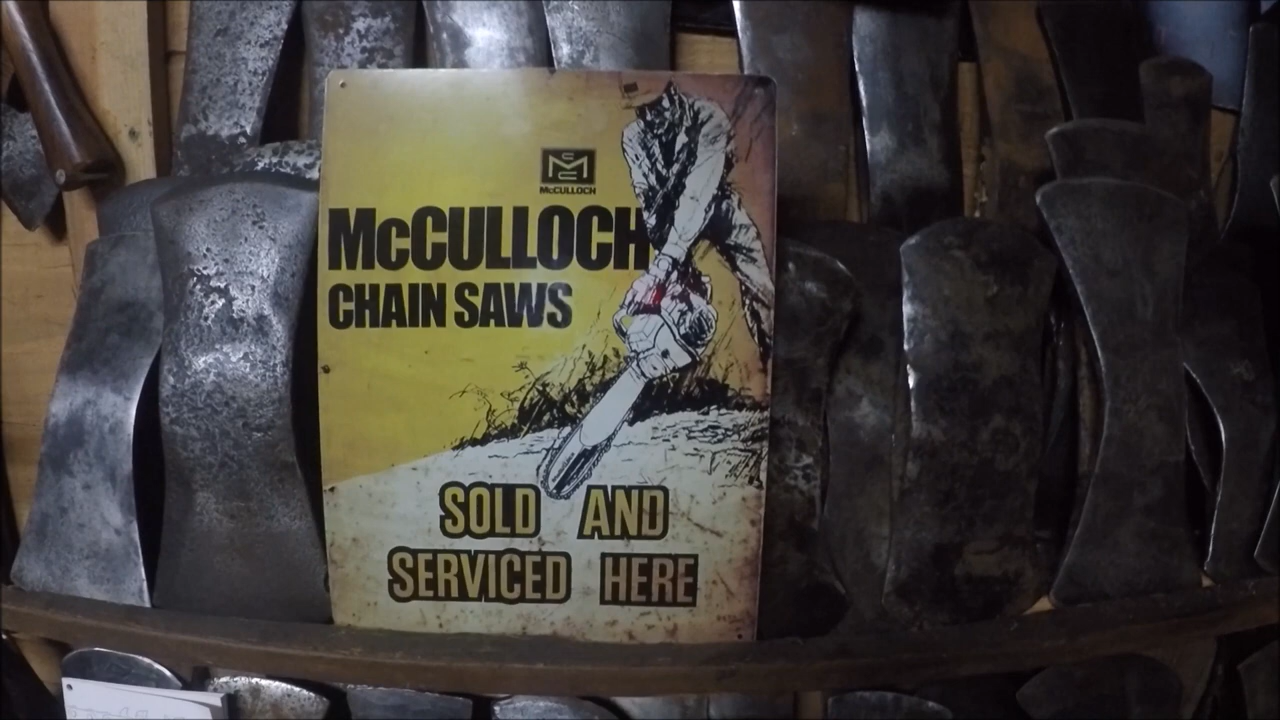 McCULLOCH
McCULLOCH
CHAIN SAWS
SOLD AND
SERVICED HERE